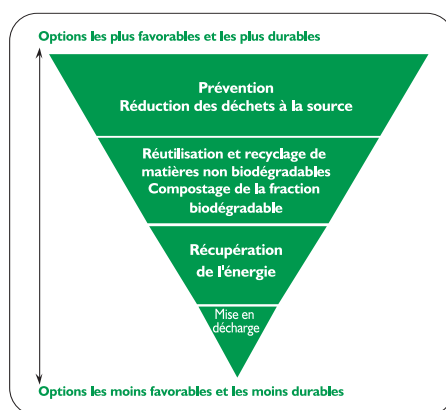 Options les plus favorables et les plus durables
Prévention
Réduction des déchets à la source
Réutilisation et recyclage de
matières non biodégradables
Compostage de la fraction
biodégradable
Récupération
de l'énergie
Mise en
décharge
Options les moins favorables et les moins durables